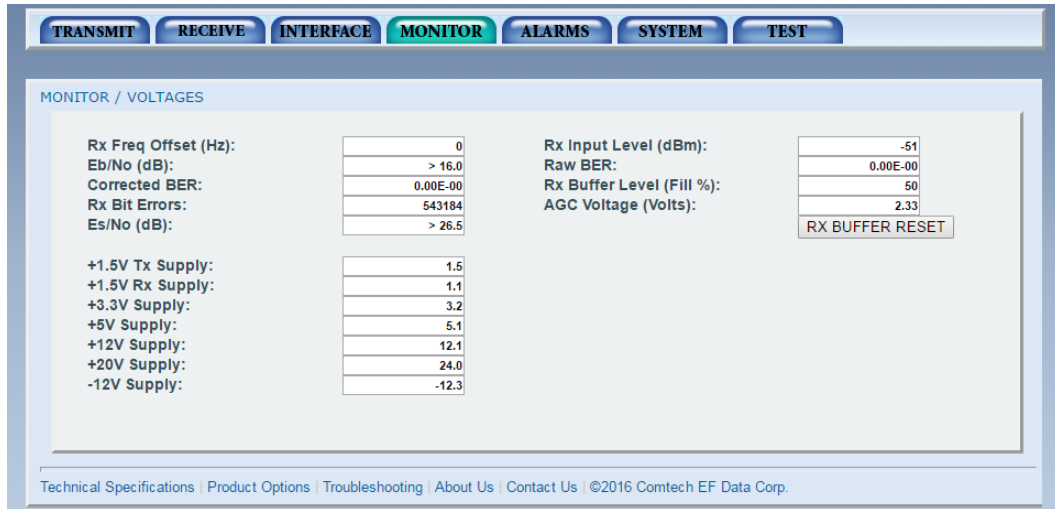 TRANSMIT RECEIVE INTERFACE MONITOR ALARMS SYSTEM TEST
MONITOR / VOLTAGES
Rx Freq Offset (Hz): 0 Rx Input Level (dBm): -51
Eb/No (dB): > 16.0 Raw BER: 0.00E-00
Corrected BER: 0.00E-00 Rx Buffer Level (Fill %): 50
Rx Bit Errors: 543184 AGC Voltage (Volts): 2.33
Es/No (dB): > 26.5 RX BUFFER RESET
+1.5V Tx Supply: 1.5
+1.5V Rx Supply: 1.1
+3.3V Supply: 3.2
+5V Supply: 5.1
+12V Supply: 12.1
+20V Supply: 24.0
-12V Supply: -12.3
Technical Specifications | Product Options | Troubleshooting | About Us | Contact Us | ©2016 Comtech EF Data Corp.